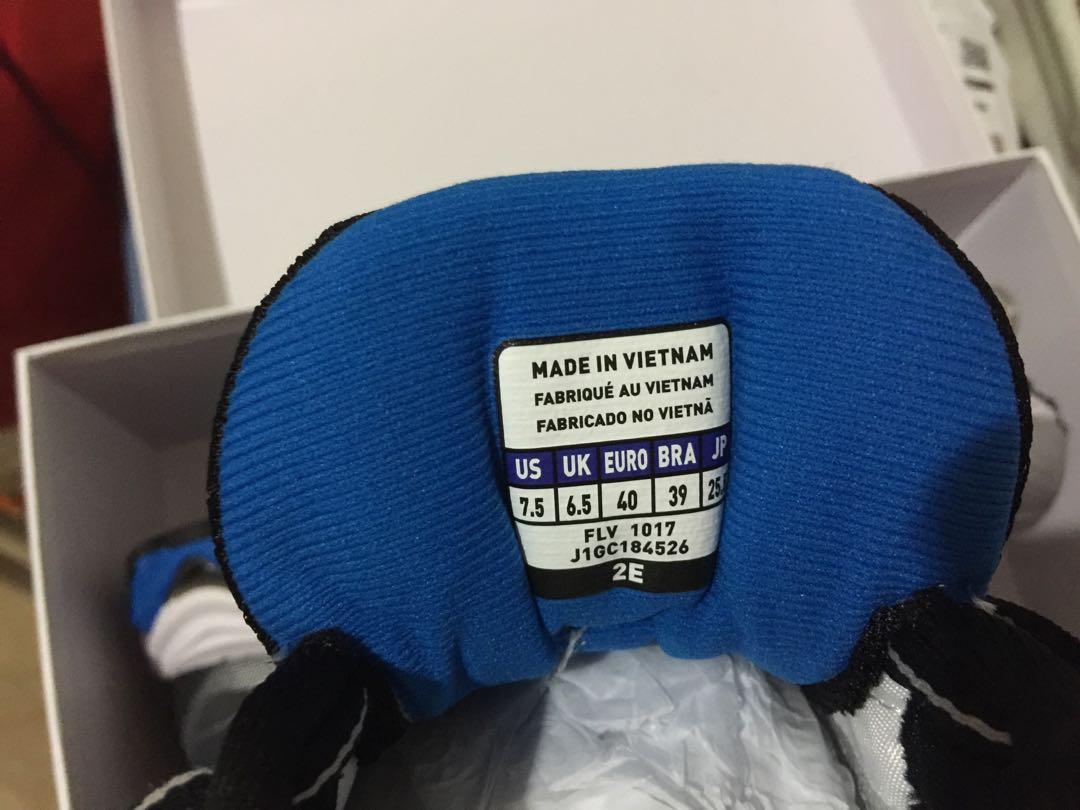 MADE IN VIETNAM
FABRIQUÉ AU VIETNAM
FABRICADO NO VIETNÃ
US UK EURO BRA JP
7.5 6.5 40 39
FLV 1017
J1GC184526
2E